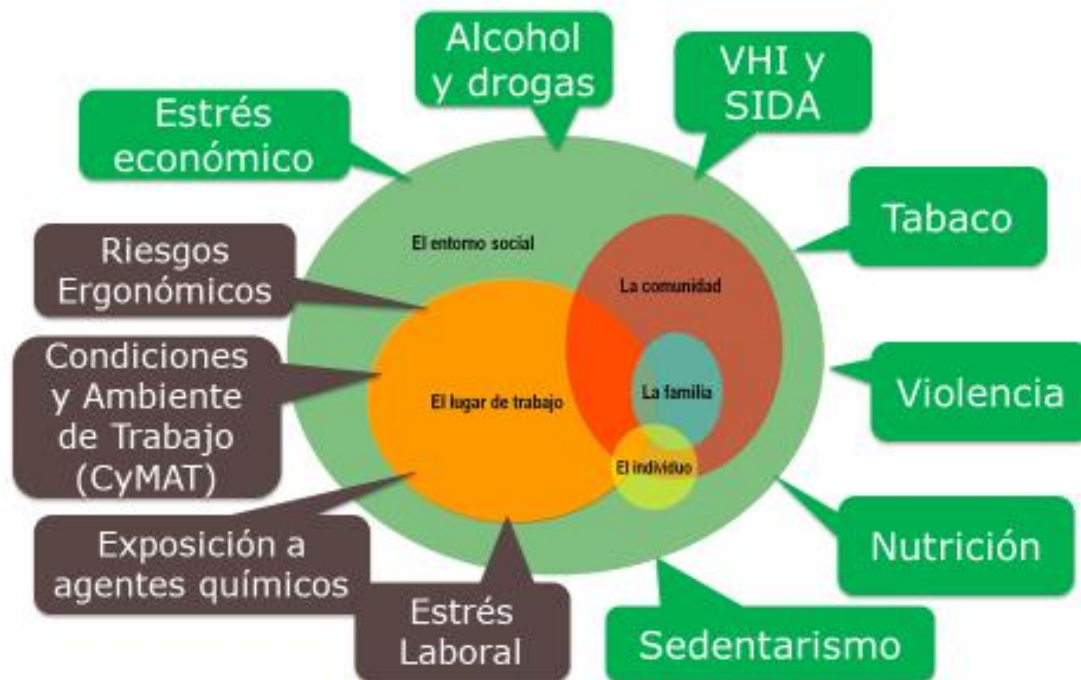 Alcohol
y drogas
VHI y
SIDA
Estrés
económico
Tabaco
Riesgos
Ergonómicos
El entorno social
La comunidad
Condiciones
y Ambiente
de Trabajo
(CyMAT)
El lugar de trabajo
La familia
Violencia
El individuo
Exposición a
agentes químicos
Nutrición
Estrés
Laboral
Sedentarismo